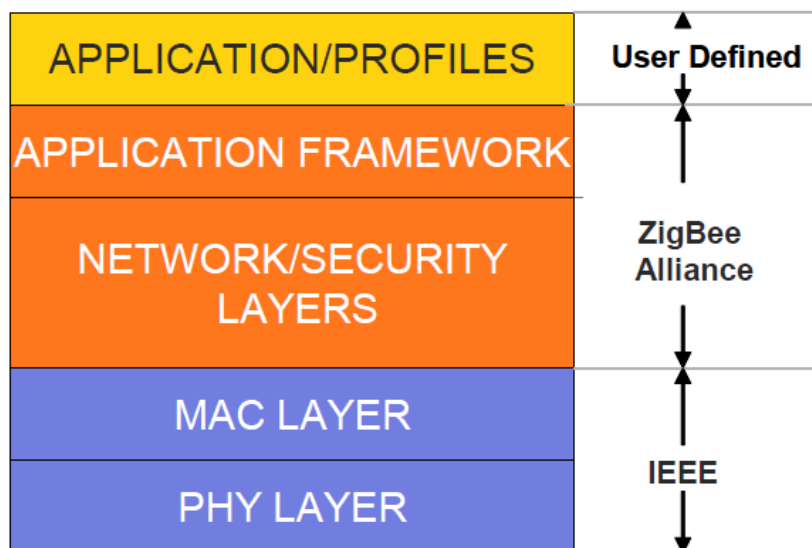 APPLICATION/PROFILES
User Defined
APPLICATION FRAMEWORK
NETWORK/SECURITY
LAYERS
ZigBee
Alliance
MAC LAYER
PHY LAYER
IEEE